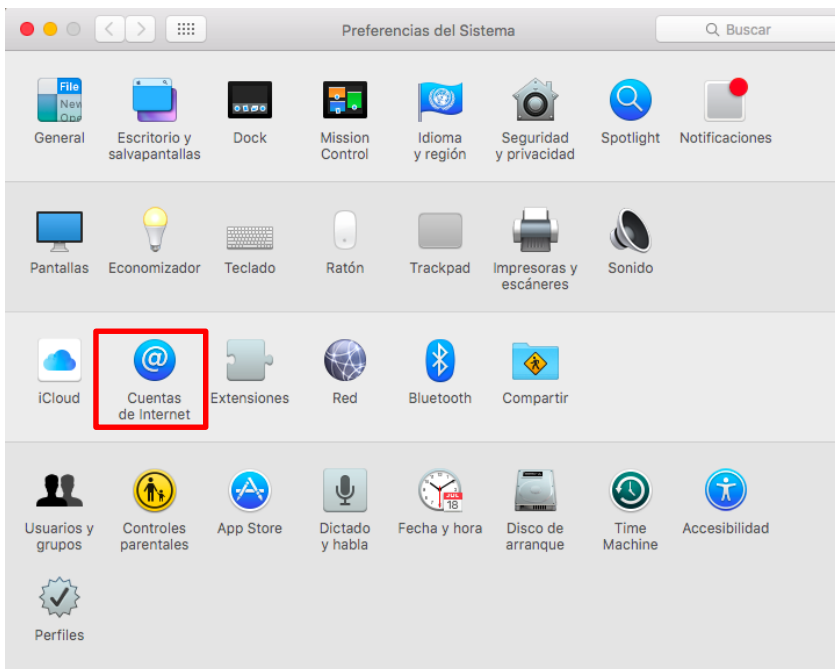 Preferencias del Sistema
Buscar
File
New
Ope
General
Escritorio y
salvapantallas
Dock
Mission
Control
Idioma
y región
Seguridad
y privacidad
Spotlight
Notificaciones
Pantallas
Economizador
Teclado
Ratón
Trackpad
Impresoras y
escáneres
Sonido
iCloud
@
Cuentas
de Internet
Extensiones
Red
Bluetooth
Compartir
Usuarios y
grupos
Controles
parentales
App Store
Dictado
y habla
JUL
18
Fecha y hora
Disco de
arranque
Time
Machine
Accesibilidad
Perfiles